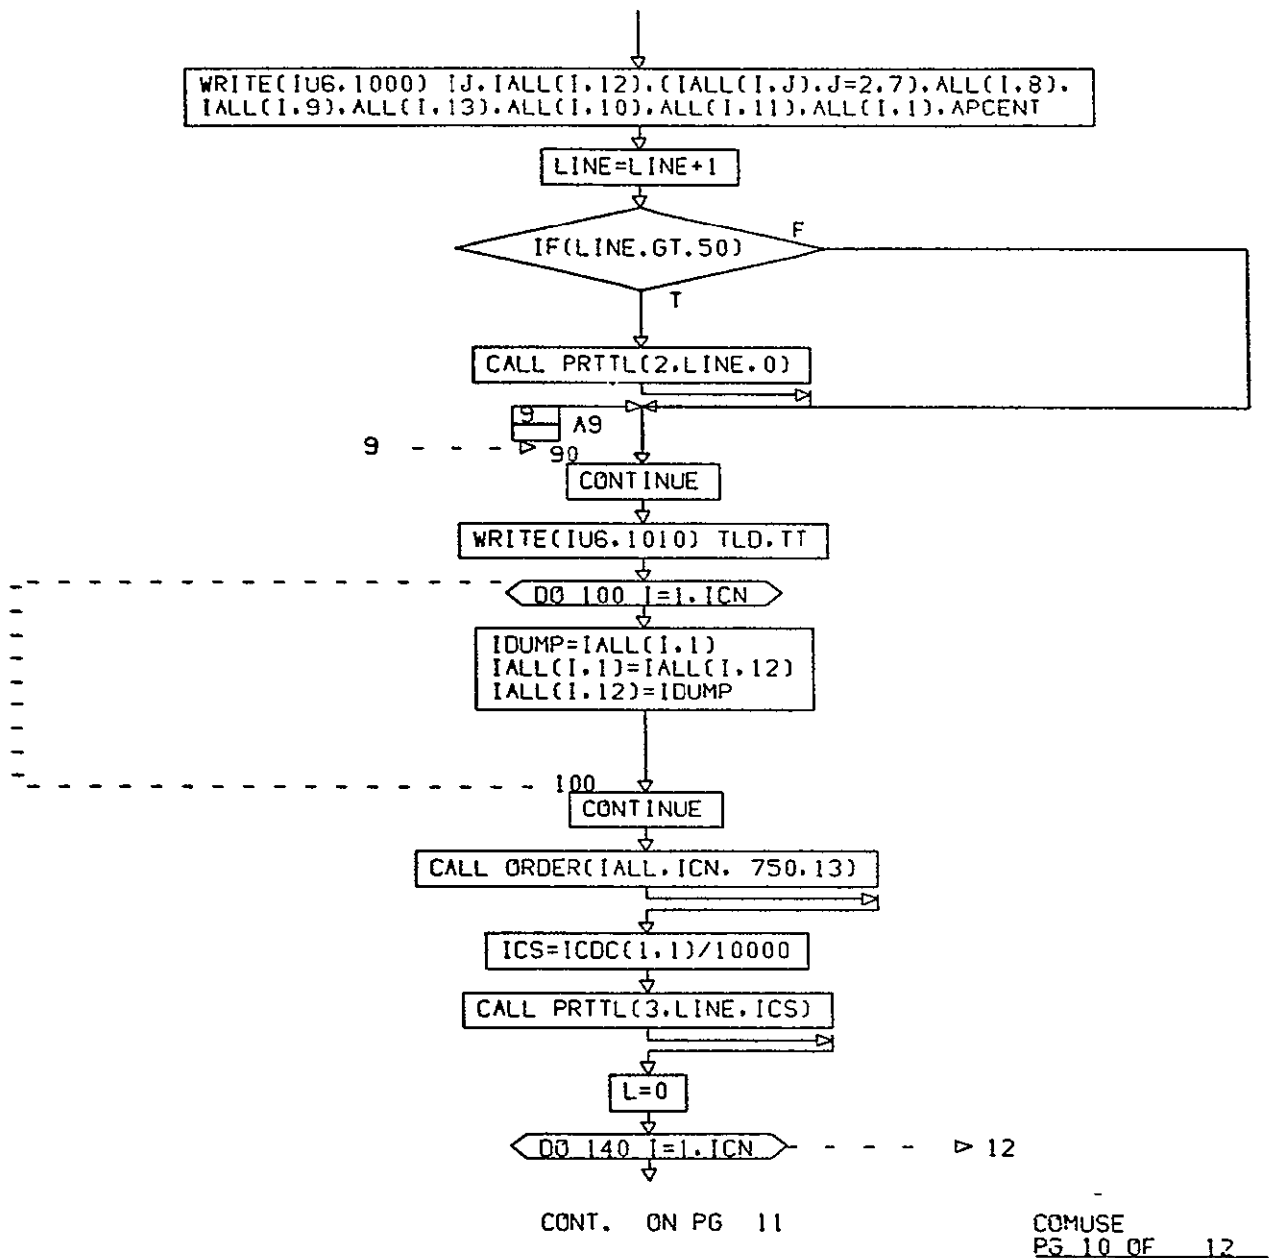 WRITE(IU6,1000) IJ,IALL(I,12),(IALL(I,J),J=2,7),ALL(I,8),
IALL(I,9),ALL(I,13),ALL(I,10),ALL(I,11),ALL(I,1),APCENT
LINE=LINE+1
F
IF(LINE.GT.50)
T
CALL PRTTL(2,LINE,0)
9
A9
9
90
CONTINUE
WRITE(IU6,1010) TLD,TT
DO 100 I=1,ICN
IDUMP=IALL(I,1)
IALL(I,1)=IALL(I,12)
IALL(I,12)=IDUMP
100
CONTINUE
CALL ORDER(IALL,ICN, 750,13)
ICS=ICDC(1,1)/10000
CALL PRTTL(3,LINE,ICS)
L=0
DO 140 I=1,ICN
12
CONT. ON PG 11
COMUSE
PG 10 OF 12